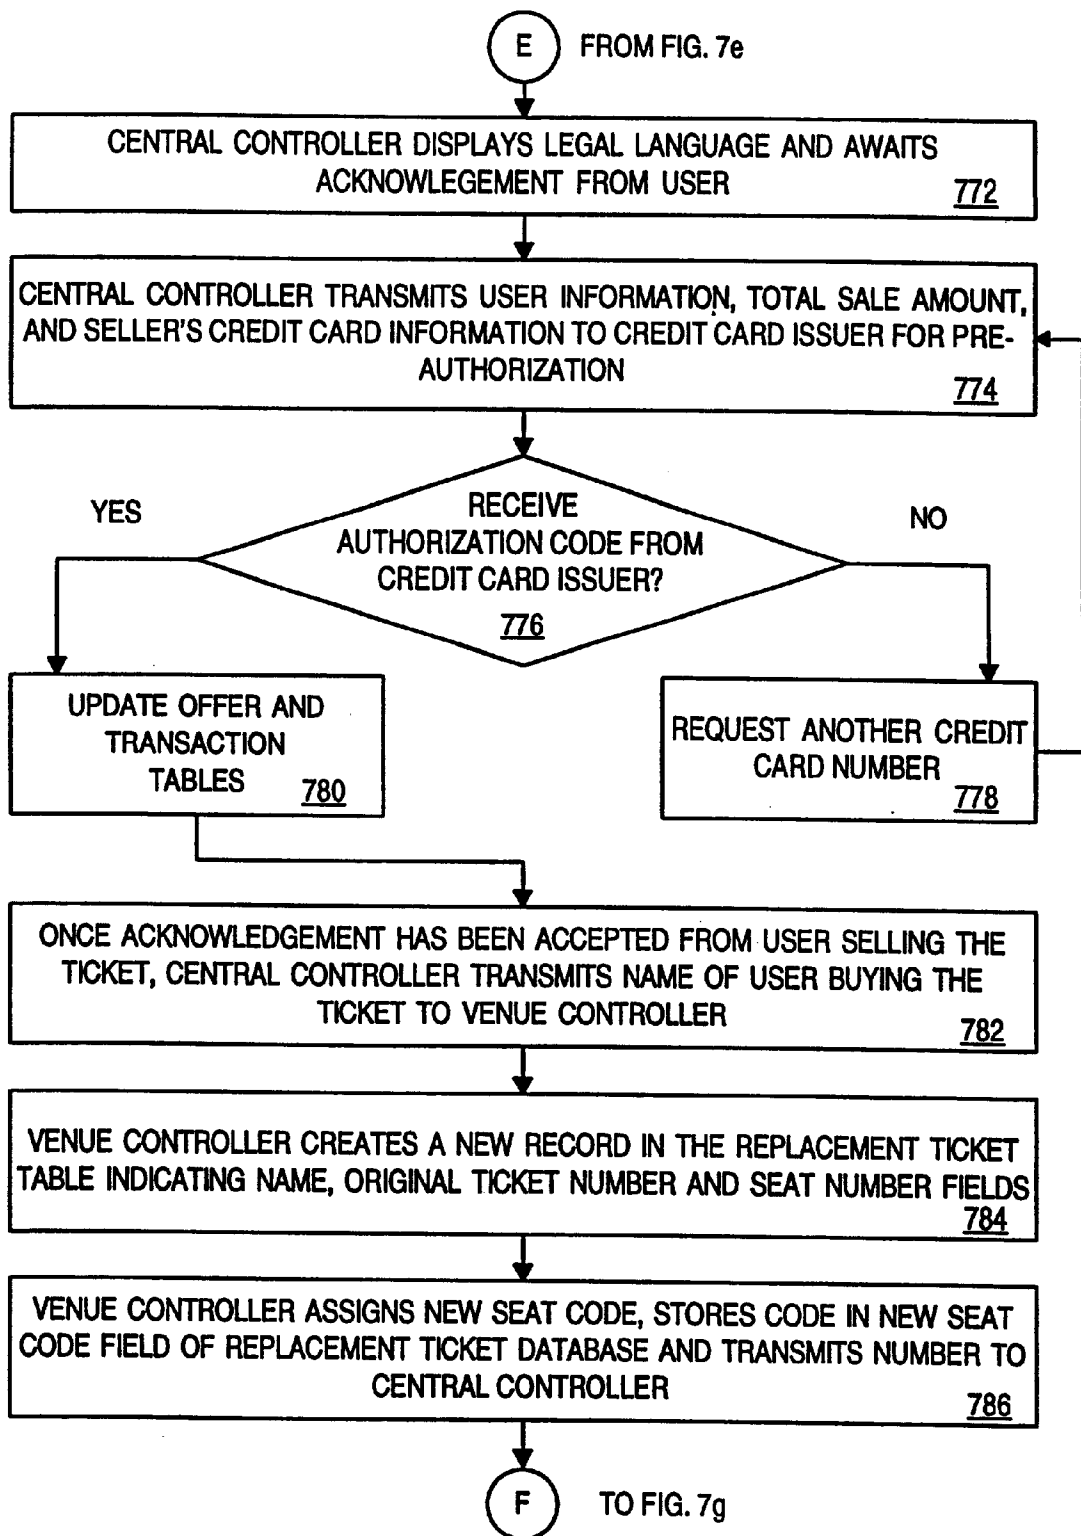 E FROM FIG. 7e
CENTRAL CONTROLLER DISPLAYS LEGAL LANGUAGE AND AWAITS
ACKNOWLEGEMENT FROM USER
772
CENTRAL CONTROLLER TRANSMITS USER INFORMATION, TOTAL SALE AMOUNT,
AND SELLER'S CREDIT CARD INFORMATION TO CREDIT CARD ISSUER FOR PRE-
AUTHORIZATION
774
YES
RECEIVE
AUTHORIZATION CODE FROM
CREDIT CARD ISSUER?
776
NO
UPDATE OFFER AND
TRANSACTION
TABLES
780
REQUEST ANOTHER CREDIT
CARD NUMBER
778
ONCE ACKNOWLEDGEMENT HAS BEEN ACCEPTED FROM USER SELLING THE
TICKET, CENTRAL CONTROLLER TRANSMITS NAME OF USER BUYING THE
TICKET TO VENUE CONTROLLER
782
VENUE CONTROLLER CREATES A NEW RECORD IN THE REPLACEMENT TICKET
TABLE INDICATING NAME, ORIGINAL TICKET NUMBER AND SEAT NUMBER FIELDS
784
VENUE CONTROLLER ASSIGNS NEW SEAT CODE, STORES CODE IN NEW SEAT
CODE FIELD OF REPLACEMENT TICKET DATABASE AND TRANSMITS NUMBER TO
CENTRAL CONTROLLER
786
F TO FIG. 7g